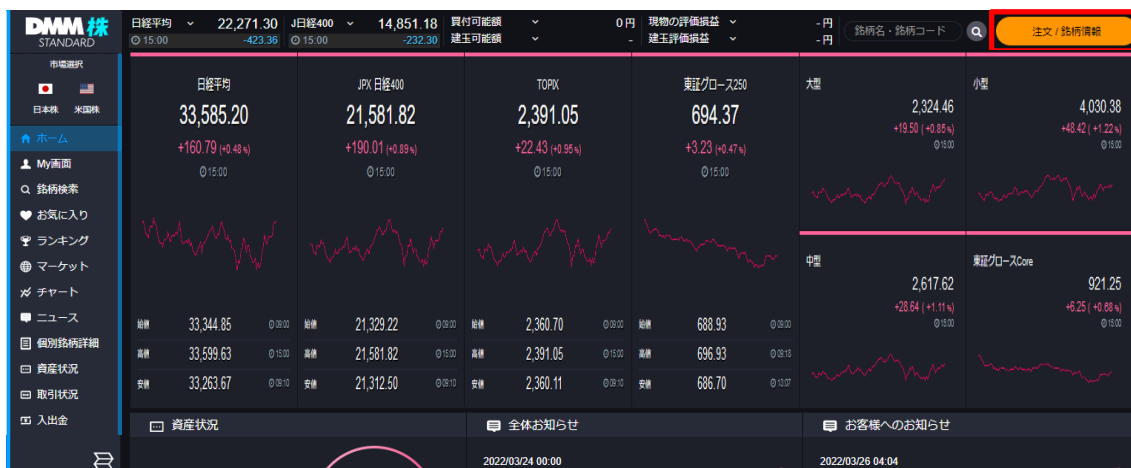 DMM 株
STANDARD
日経平均 22,271.30 J日経400 14,851.18 買付可能額 0円 現物の評価損益 -円 銘柄名・銘柄コード 注文 / 銘柄情報
15:00 -423.36 15:00 -232.30 建玉可能額 - 建玉評価損益 -円
市場選択
日本株 米国株
ホーム
My画面
銘柄検索
お気に入り
ランキング
マーケット
チャート
ニュース
個別銘柄詳細
資産状況
取引状況
入出金
日経平均
33,585.20
+160.79 (+0.48 %)
15:00
始値 33,344.85 09:00
高値 33,599.63 15:00
安値 33,263.67 09:10
JPX 日経400
21,581.82
+190.01 (+0.89 %)
15:00
始値 21,329.22 09:00
高値 21,581.82 15:00
安値 21,312.50 09:10
TOPIX
2,391.05
+22.43 (+0.95 %)
15:00
始値 2,360.70 09:00
高値 2,391.05 15:00
安値 2,360.11 09:10
東証グロース250
694.37
+3.23 (+0.47 %)
15:00
始値 688.93 09:00
高値 696.93 09:18
安値 686.70 13:07
大型
2,324.46
+19.50 ( +0.85 %)
15:00
小型
4,030.38
+48.42 ( +1.22 %)
15:00
中型
2,617.62
+28.64 ( +1.11 %)
15:00
東証グロースCore
921.25
+6.25 ( +0.68 %)
15:00
資産状況
全体お知らせ
2022/03/24 00:00
お客様へのお知らせ
2022/03/26 04:04